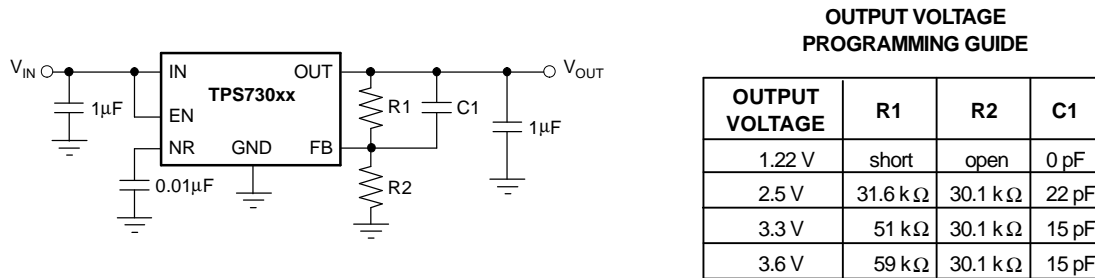 OUTPUT VOLTAGE
PROGRAMMING GUIDE
V_IN
IN
OUT
V_OUT
TPS730xx
1μF
EN
R1
C1
1μF
NR
GND
FB
0.01μF
R2
OUTPUT VOLTAGE R1 R2 C1
1.22 V short open 0 pF
2.5 V 31.6 kΩ 30.1 kΩ 22 pF
3.3 V 51 kΩ 30.1 kΩ 15 pF
3.6 V 59 kΩ 30.1 kΩ 15 pF